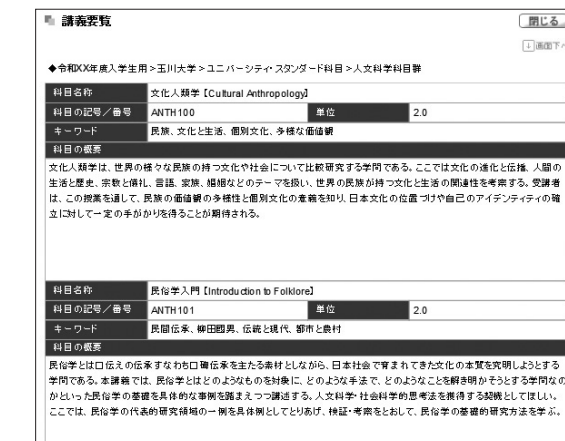 講義要覧
閉じる
画面下へ
◆令和XX年度入学生用>玉川大学>ユニバーシティ・スタンダード科目>人文科学科目群
科目名称 文化人類学【Cultural Anthropology】
科目の記号/番号 ANTH100 単位 2.0
キーワード 民族、文化と生活、個別文化、多様な価値観
科目の概要
文化人類学は、世界の様々な民族の持つ文化や社会について比較研究する学問である。ここでは文化の進化と伝播、人間の
生活と歴史、宗教と儀礼、言語、家族、婚姻などのテーマを扱い、世界の民族が持つ文化と生活の関連性を考察する。受講者
は、この授業を通して、民族の価値観の多様性と個別文化の意義を知り、日本文化の位置づけや自己のアイデンティティの確
立に対して一定の手がかりを得ることが期待される。
科目名称 民俗学入門【Introduction to Folklore】
科目の記号/番号 ANTH101 単位 2.0
キーワード 民間伝承、柳田國男、伝統と現代、都市と農村
科目の概要
民俗学とは口伝えの伝承すなわち口碑伝承を主たる素材としながら、日本社会で育まれてきた文化の本質を究明しようとする
学問である。本講義では、民俗学とはどのようなものを対象に、どのような手法で、どのようなことを解き明かそうとする学問なの
かといった民俗学の基礎を具体的な事例を踏まえつつ講述する。人文科学・社会科学的思考法を獲得する契機としてほしい。
ここでは、民俗学の代表的研究領域の一例を具体例としてとりあげ、検証・考察をとおして、民俗学の基礎的研究方法を学ぶ。